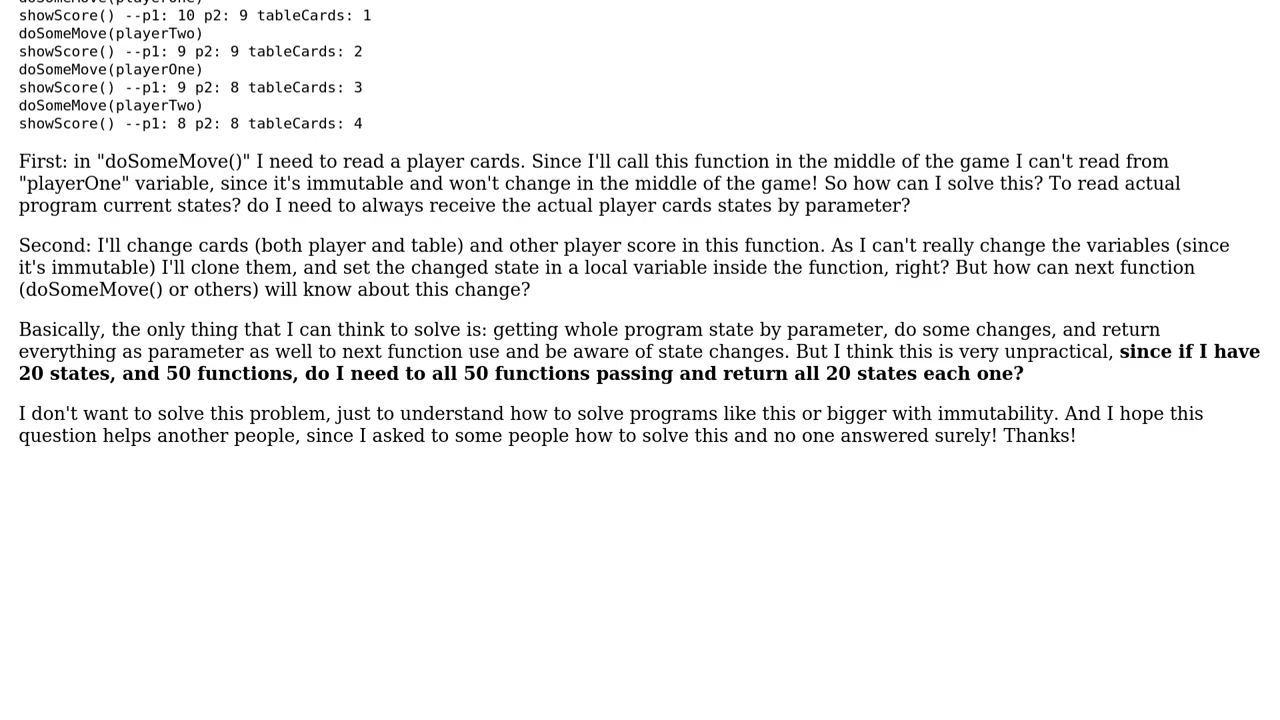 doSomeMove(playerOne)
showScore() --p1: 10 p2: 9 tableCards: 1
doSomeMove(playerTwo)
showScore() --p1: 9 p2: 9 tableCards: 2
doSomeMove(playerOne)
showScore() --p1: 9 p2: 8 tableCards: 3
doSomeMove(playerTwo)
showScore() --p1: 8 p2: 8 tableCards: 4
First: in "doSomeMove()" I need to read a player cards. Since I'll call this function in the middle of the game I can't read from
"playerOne" variable, since it's immutable and won't change in the middle of the game! So how can I solve this? To read actual
program current states? do I need to always receive the actual player cards states by parameter?
Second: I'll change cards (both player and table) and other player score in this function. As I can't really change the variables (since
it's immutable) I'll clone them, and set the changed state in a local variable inside the function, right? But how can next function
(doSomeMove() or others) will know about this change?
Basically, the only thing that I can think to solve is: getting whole program state by parameter, do some changes, and return
everything as parameter as well to next function use and be aware of state changes. But I think this is very unpractical, since if I have
20 states, and 50 functions, do I need to all 50 functions passing and return all 20 states each one?
I don't want to solve this problem, just to understand how to solve programs like this or bigger with immutability. And I hope this
question helps another people, since I asked to some people how to solve this and no one answered surely! Thanks!